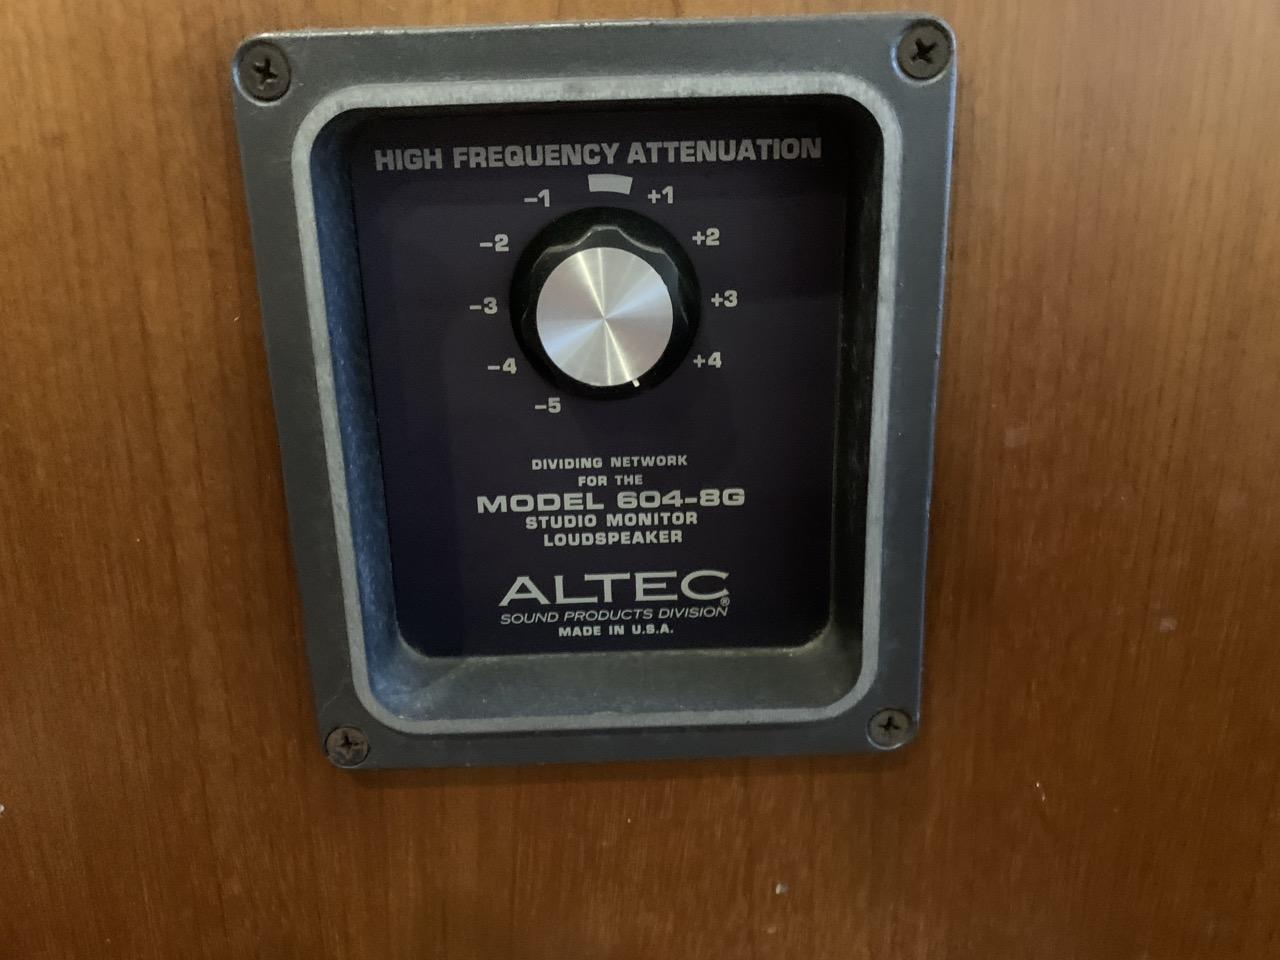 HIGH FREQUENCY ATTENUATION
-1 +1
-2 +2
-3 +3
-4 +4
-5
DIVIDING NETWORK
FOR THE
MODEL 604-8G
STUDIO MONITOR
LOUDSPEAKER
ALTEC®
SOUND PRODUCTS DIVISION
MADE IN U.S.A.